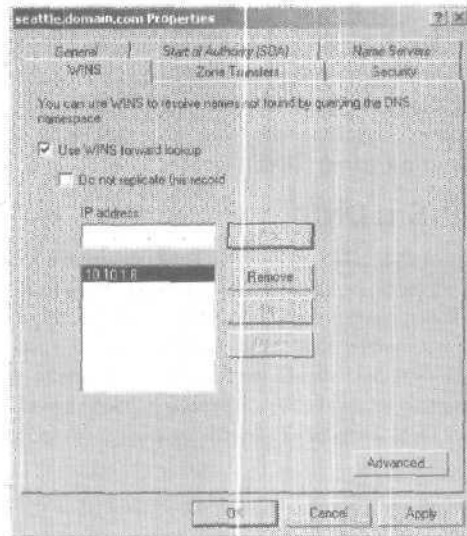 seattle.domain.com Properties
General
Start of Authority (SOA)
Name Servers
WINS
Zone Transfers
Security
You can use WINS to resolve names not found by querying the DNS
namespace.
Use WINS forward lookup
Do not replicate this record
IP address:
10.10.1.6
Remove
Advanced...
OK
Cancel
Apply